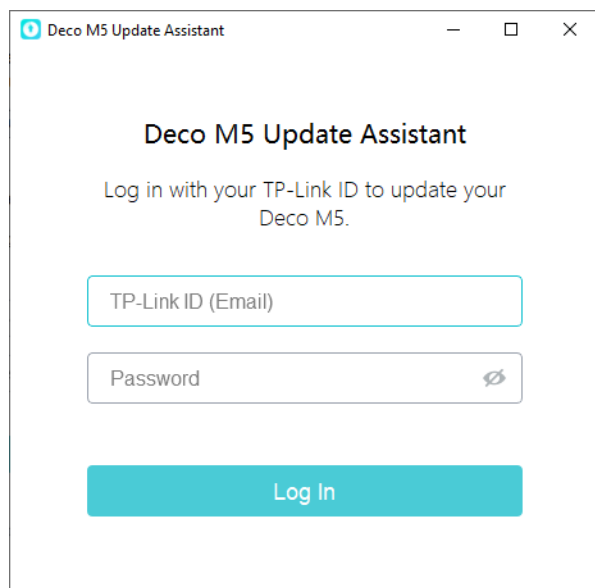 Deco M5 Update Assistant
Deco M5 Update Assistant
Log in with your TP-Link ID to update your
Deco M5.
TP-Link ID (Email)
Password
Log In